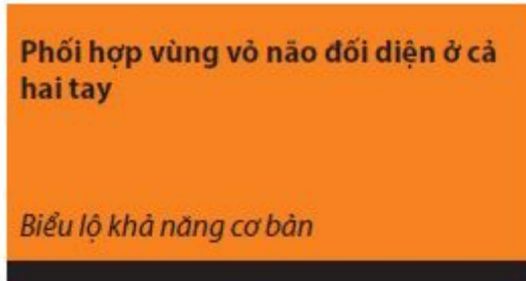 Phối hợp vùng vỏ não đối diện ở cả
hai tay
Biểu lộ khả năng cơ bản